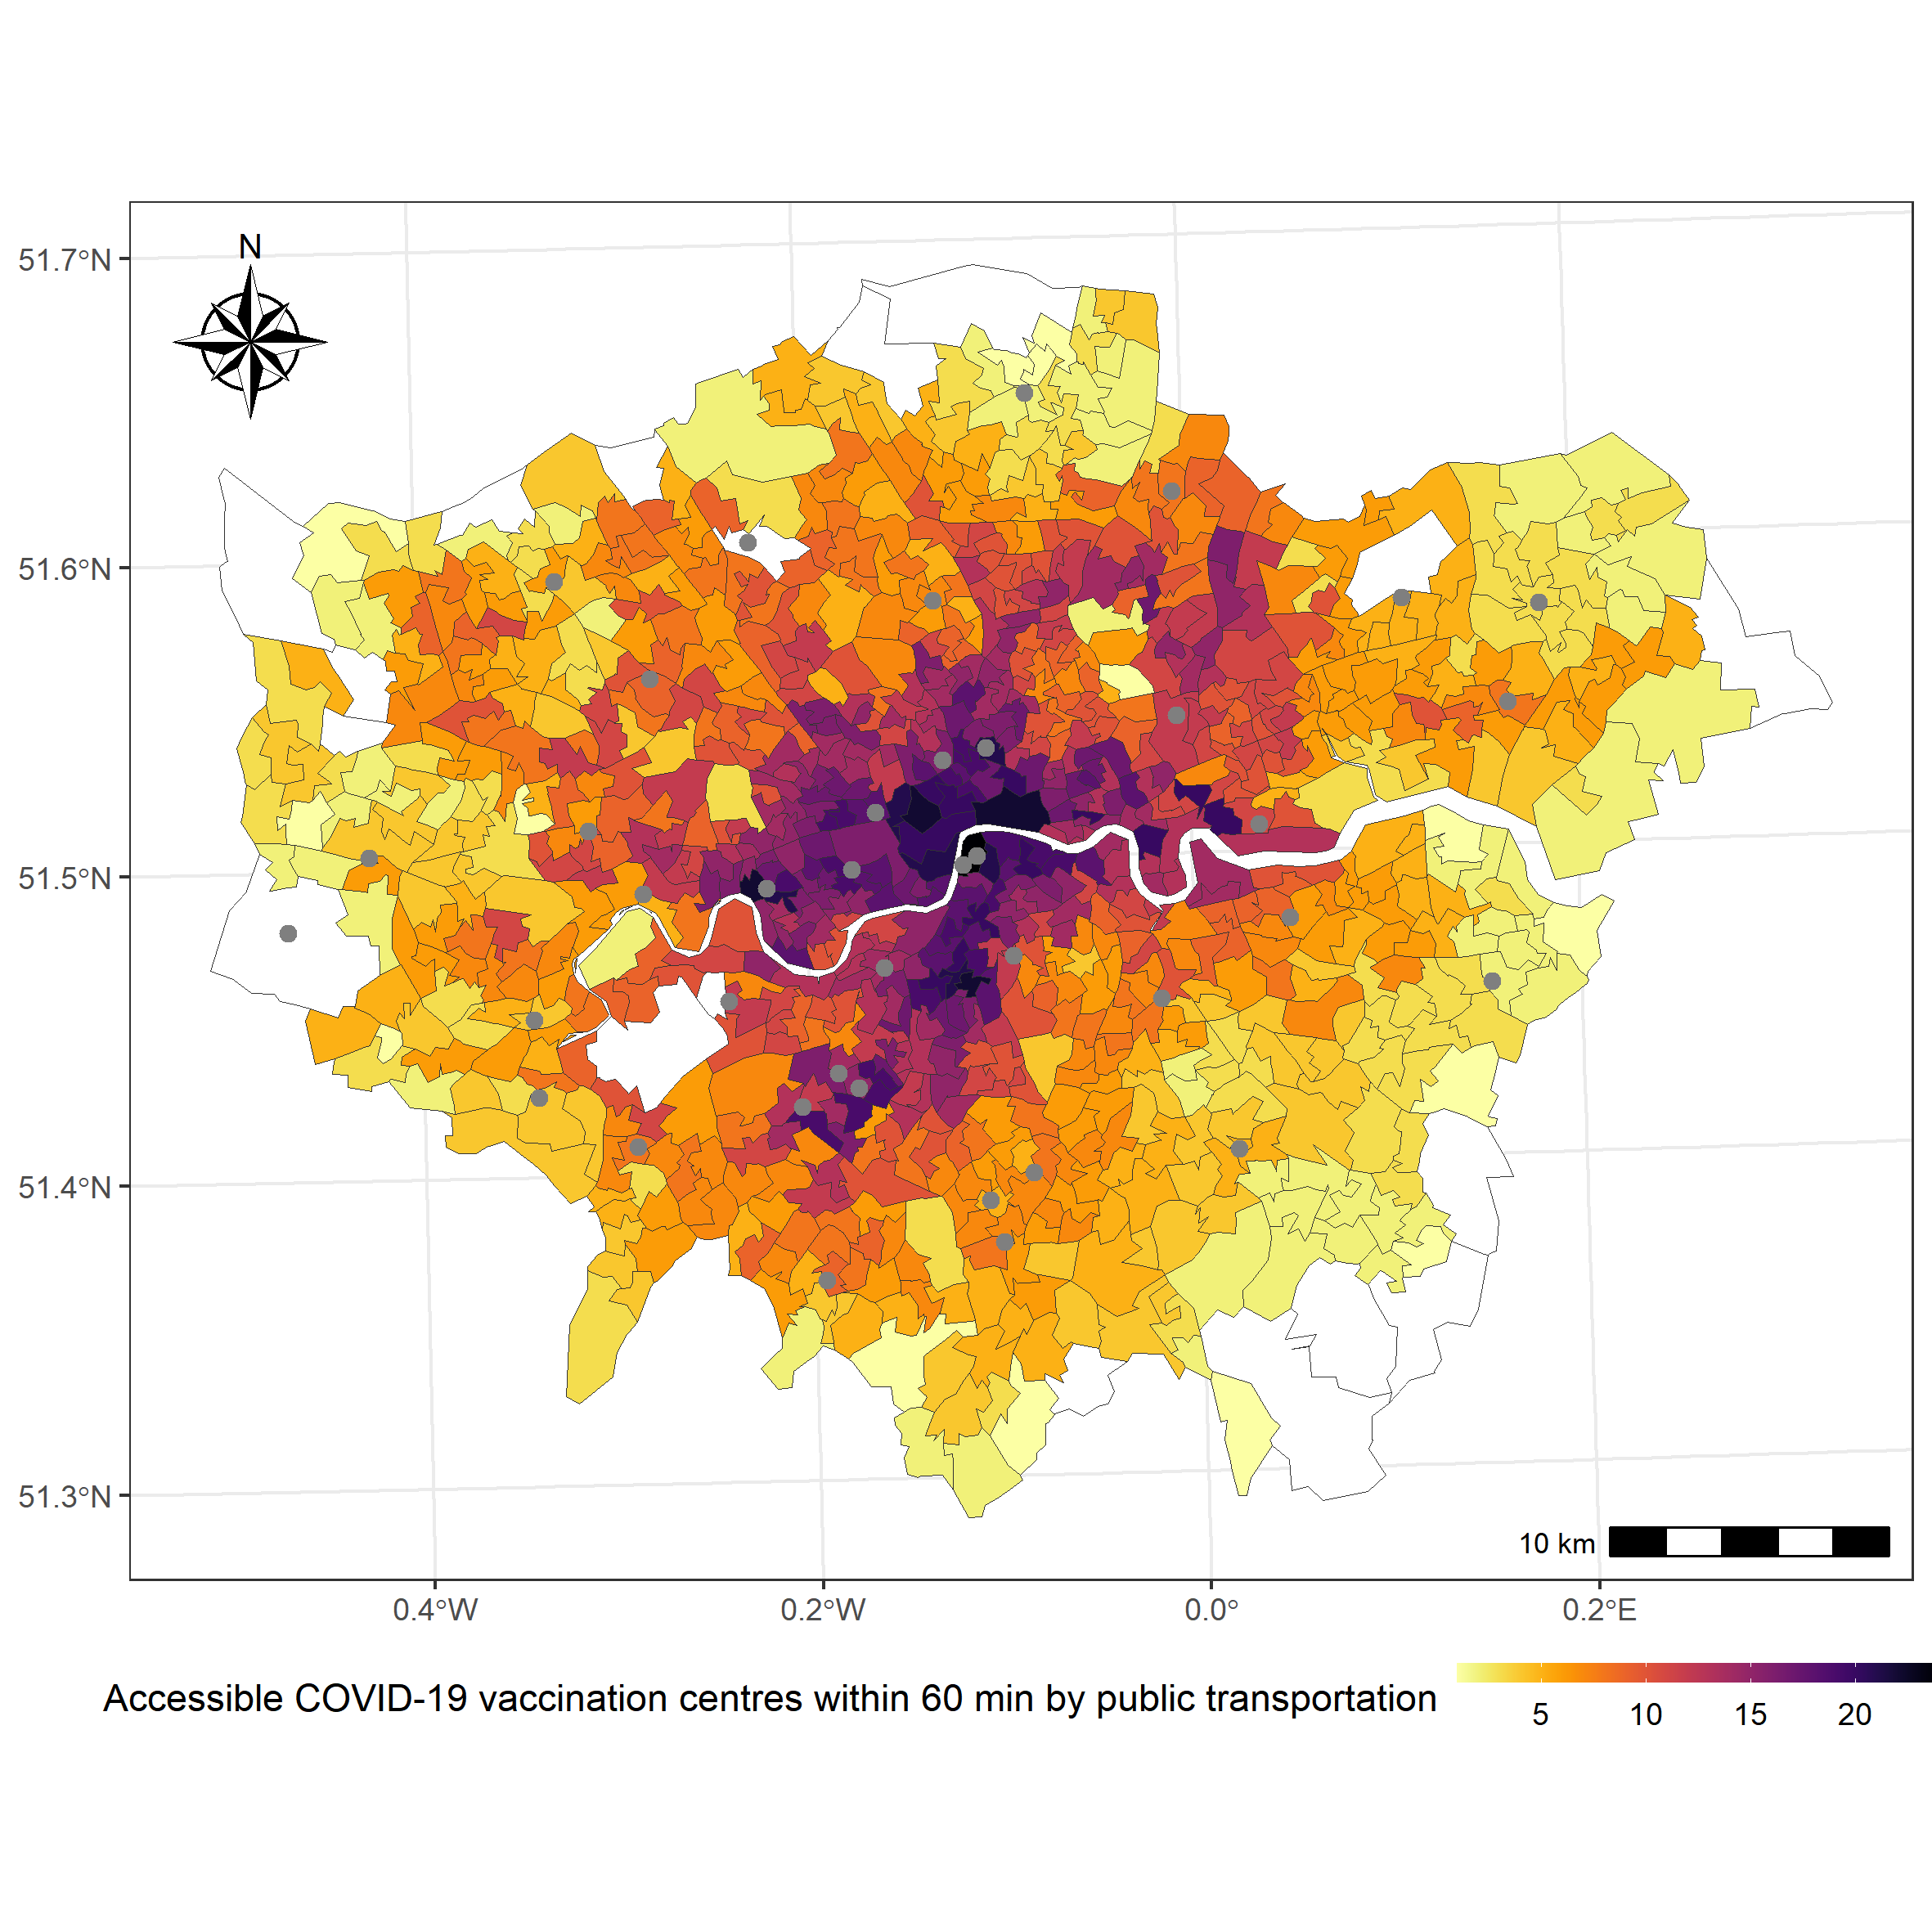 N
51.7°N
51.6°N
51.5°N
51.4°N
51.3°N
10 km
0.4°W
0.2°W
0.0°
0.2°E
Accessible COVID-19 vaccination centres within 60 min by public transportation
5
10
15
20